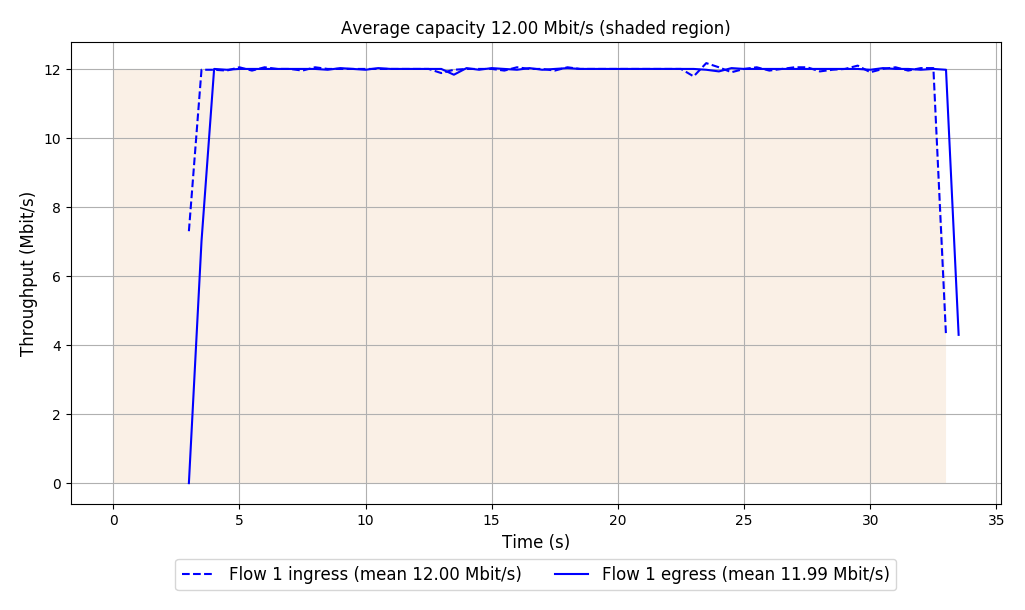 Average capacity 12.00 Mbit/s (shaded region)
Throughput (Mbit/s)
12
10
8
6
4
2
0
0 5 10 15 20 25 30 35
Time (s)
Flow 1 ingress (mean 12.00 Mbit/s) Flow 1 egress (mean 11.99 Mbit/s)